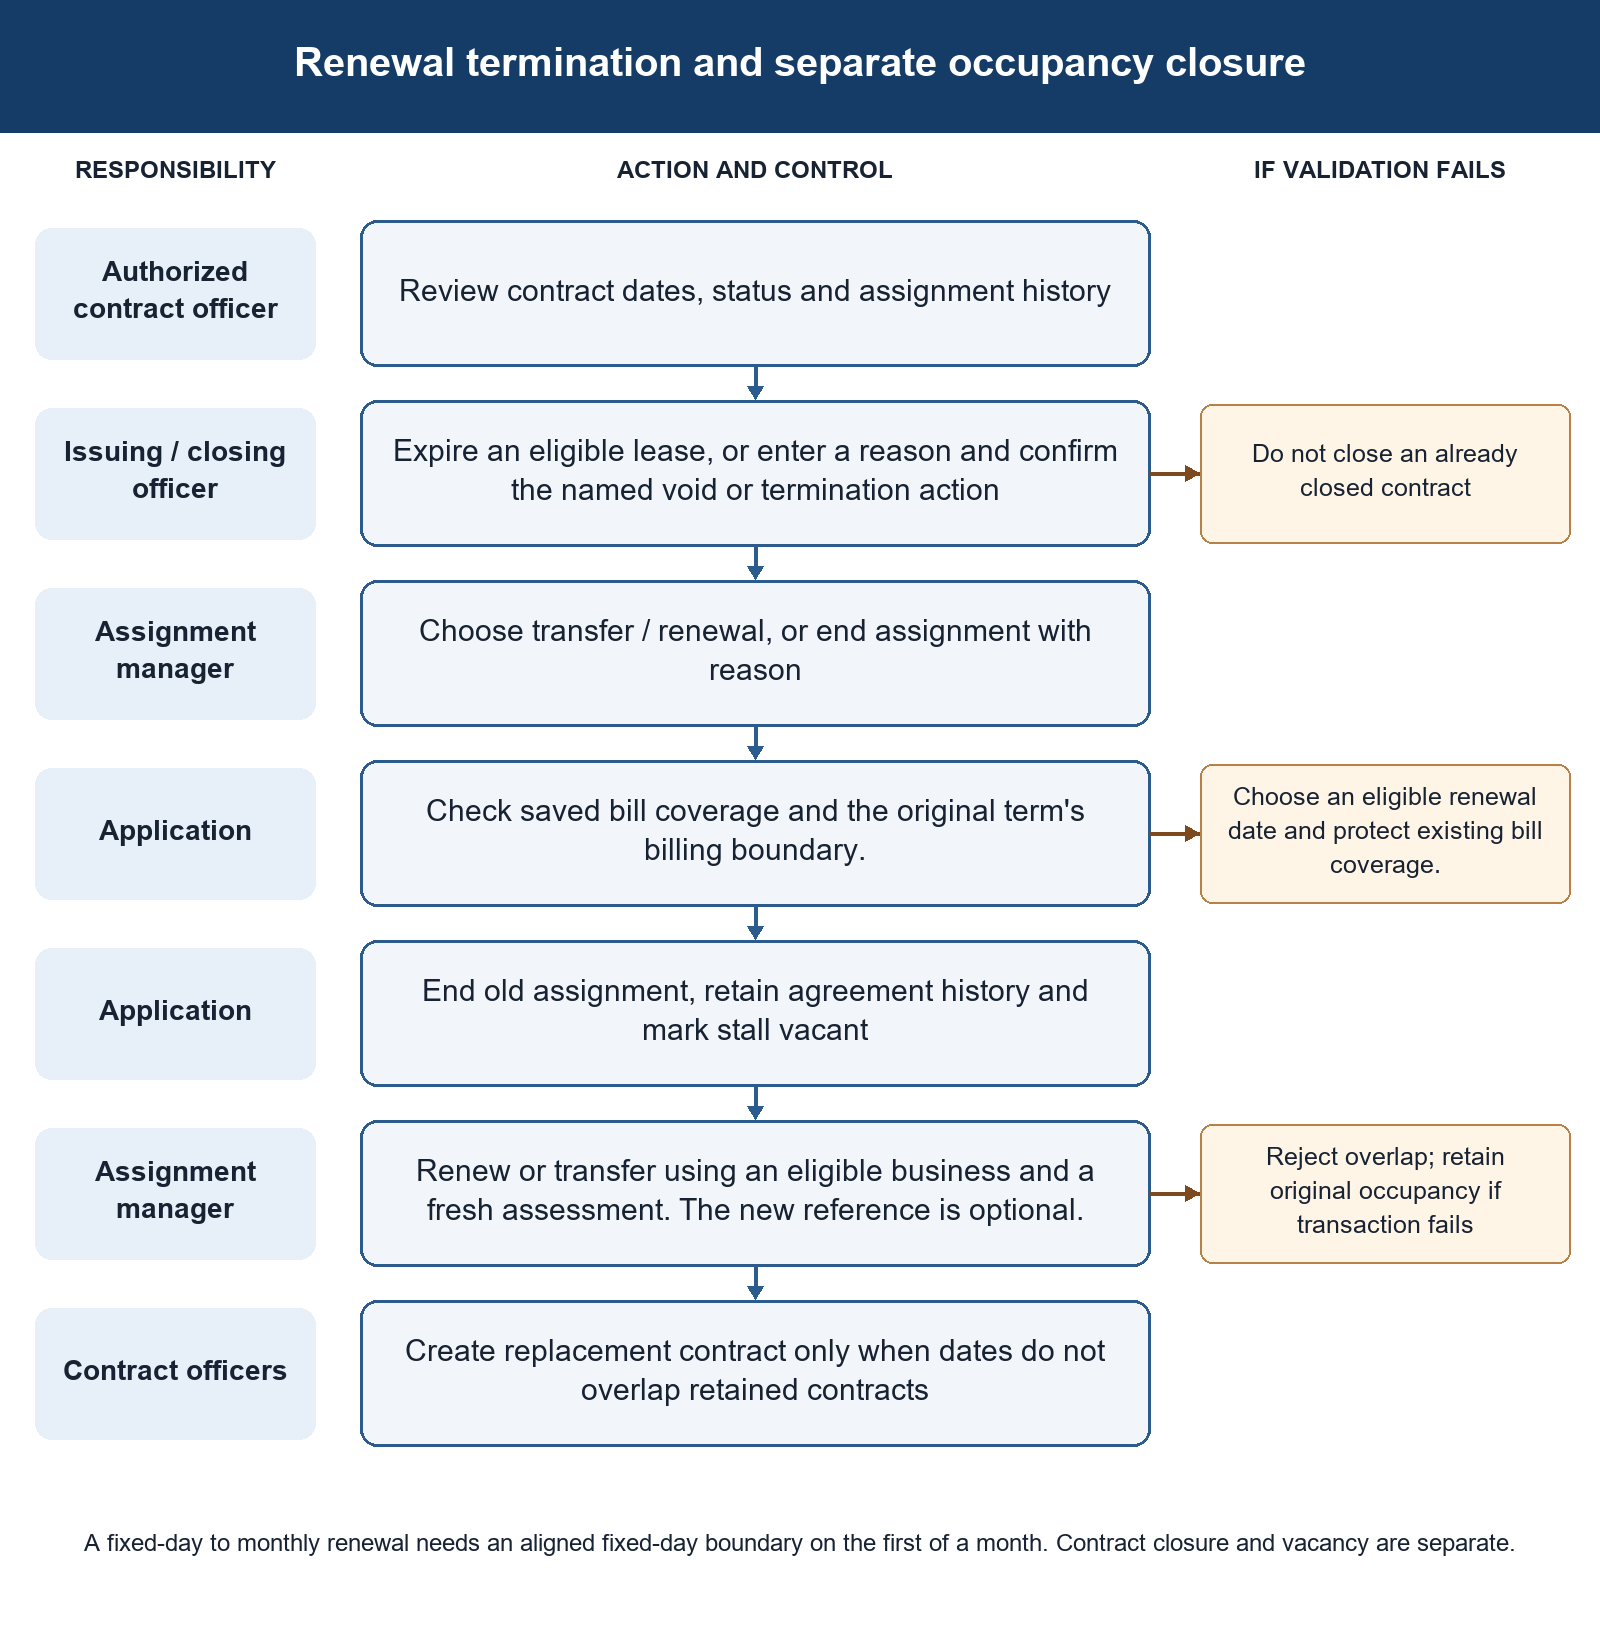 Renewal termination and separate occupancy closure
RESPONSIBILITY
ACTION AND CONTROL
IF VALIDATION FAILS
Authorized
contract officer
Review contract dates, status and assignment history
Issuing / closing
officer
Expire an eligible lease, or enter a reason and confirm
the named void or termination action
Do not close an already
closed contract
Assignment
manager
Choose transfer / renewal, or end assignment with
reason
Application
Check saved bill coverage and the original term's
billing boundary.
Choose an eligible renewal
date and protect existing bill
coverage.
Application
End old assignment, retain agreement history and
mark stall vacant
Assignment
manager
Renew or transfer using an eligible business and a
fresh assessment. The new reference is optional.
Reject overlap; retain
original occupancy if
transaction fails
Contract officers
Create replacement contract only when dates do not
overlap retained contracts
A fixed-day to monthly renewal needs an aligned fixed-day boundary on the first of a month. Contract closure and vacancy are separate.